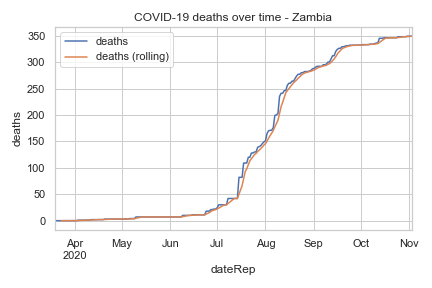 COVID-19 deaths over time - Zambia
deaths
deaths (rolling)
350
300
250
200
150
100
50
0
deaths
Apr May Jun Jul Aug Sep Oct Nov
2020
dateRep